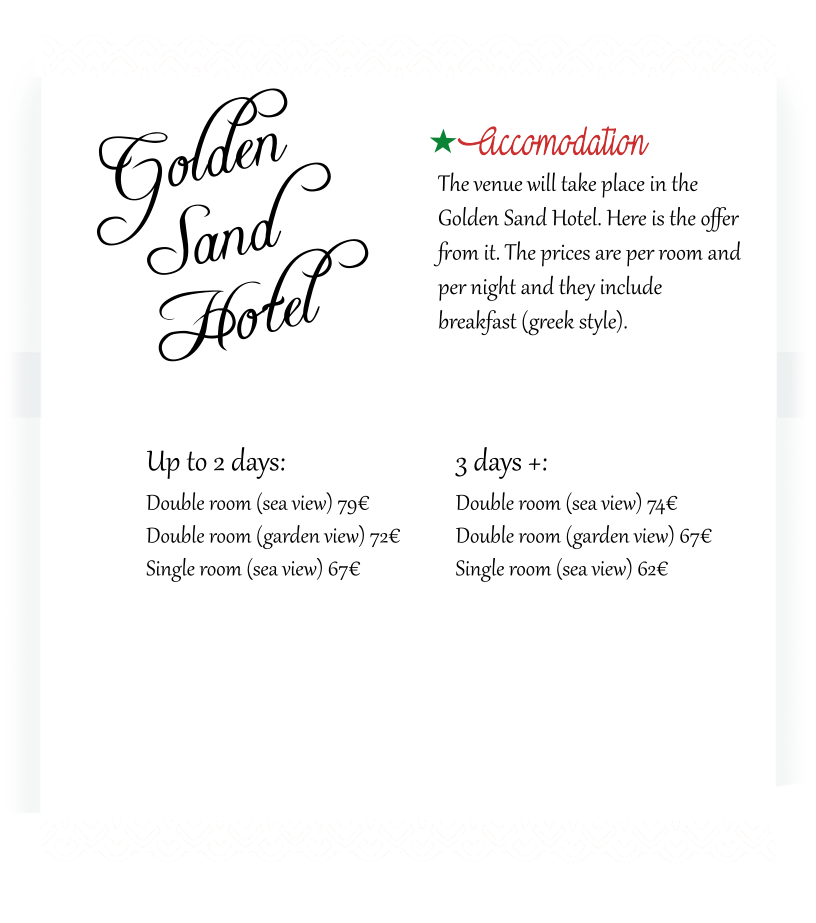 Golden
Sand
Hotel
Accomodation
The venue will take place in the
Golden Sand Hotel. Here is the offer
from it. The prices are per room and
per night and they include
breakfast (greek style).
Up to 2 days:
Double room (sea view) 79€
Double room (garden view) 72€
Single room (sea view) 67€
3 days +:
Double room (sea view) 74€
Double room (garden view) 67€
Single room (sea view) 62€